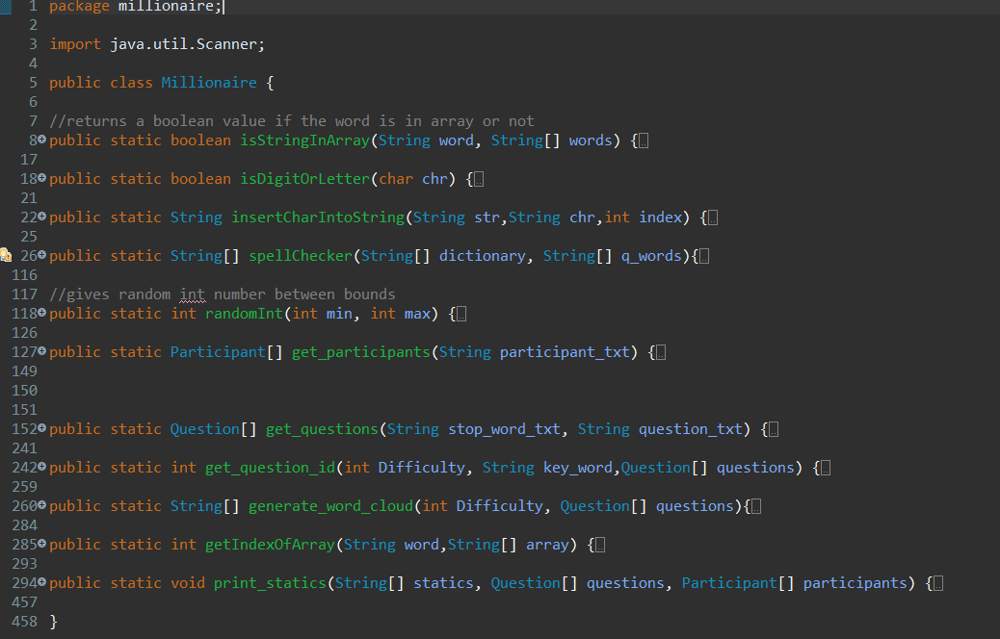 1 package millionaire;
2
3 import java.util.Scanner;
4
5 public class Millionaire {
6
7 //returns a boolean value if the word is in array or not
8 public static boolean isStringInArray(String word, String[] words) {
17
18 public static boolean isDigitOrLetter(char chr) {
21
22 public static String insertCharIntoString(String str,String chr,int index) {
25
26 public static String[] spellChecker(String[] dictionary, String[] q_words){
116
117 //gives random int number between bounds
118 public static int randomInt(int min, int max) {
126
127 public static Participant[] get_participants(String participant_txt) {
149
150
151
152 public static Question[] get_questions(String stop_word_txt, String question_txt) {
241
242 public static int get_question_id(int Difficulty, String key_word,Question[] questions) {
259
260 public static String[] generate_word_cloud(int Difficulty, Question[] questions){
284
285 public static int getIndexOfArray(String word,String[] array) {
293
294 public static void print_statics(String[] statics, Question[] questions, Participant[] participants) {
457
458 }